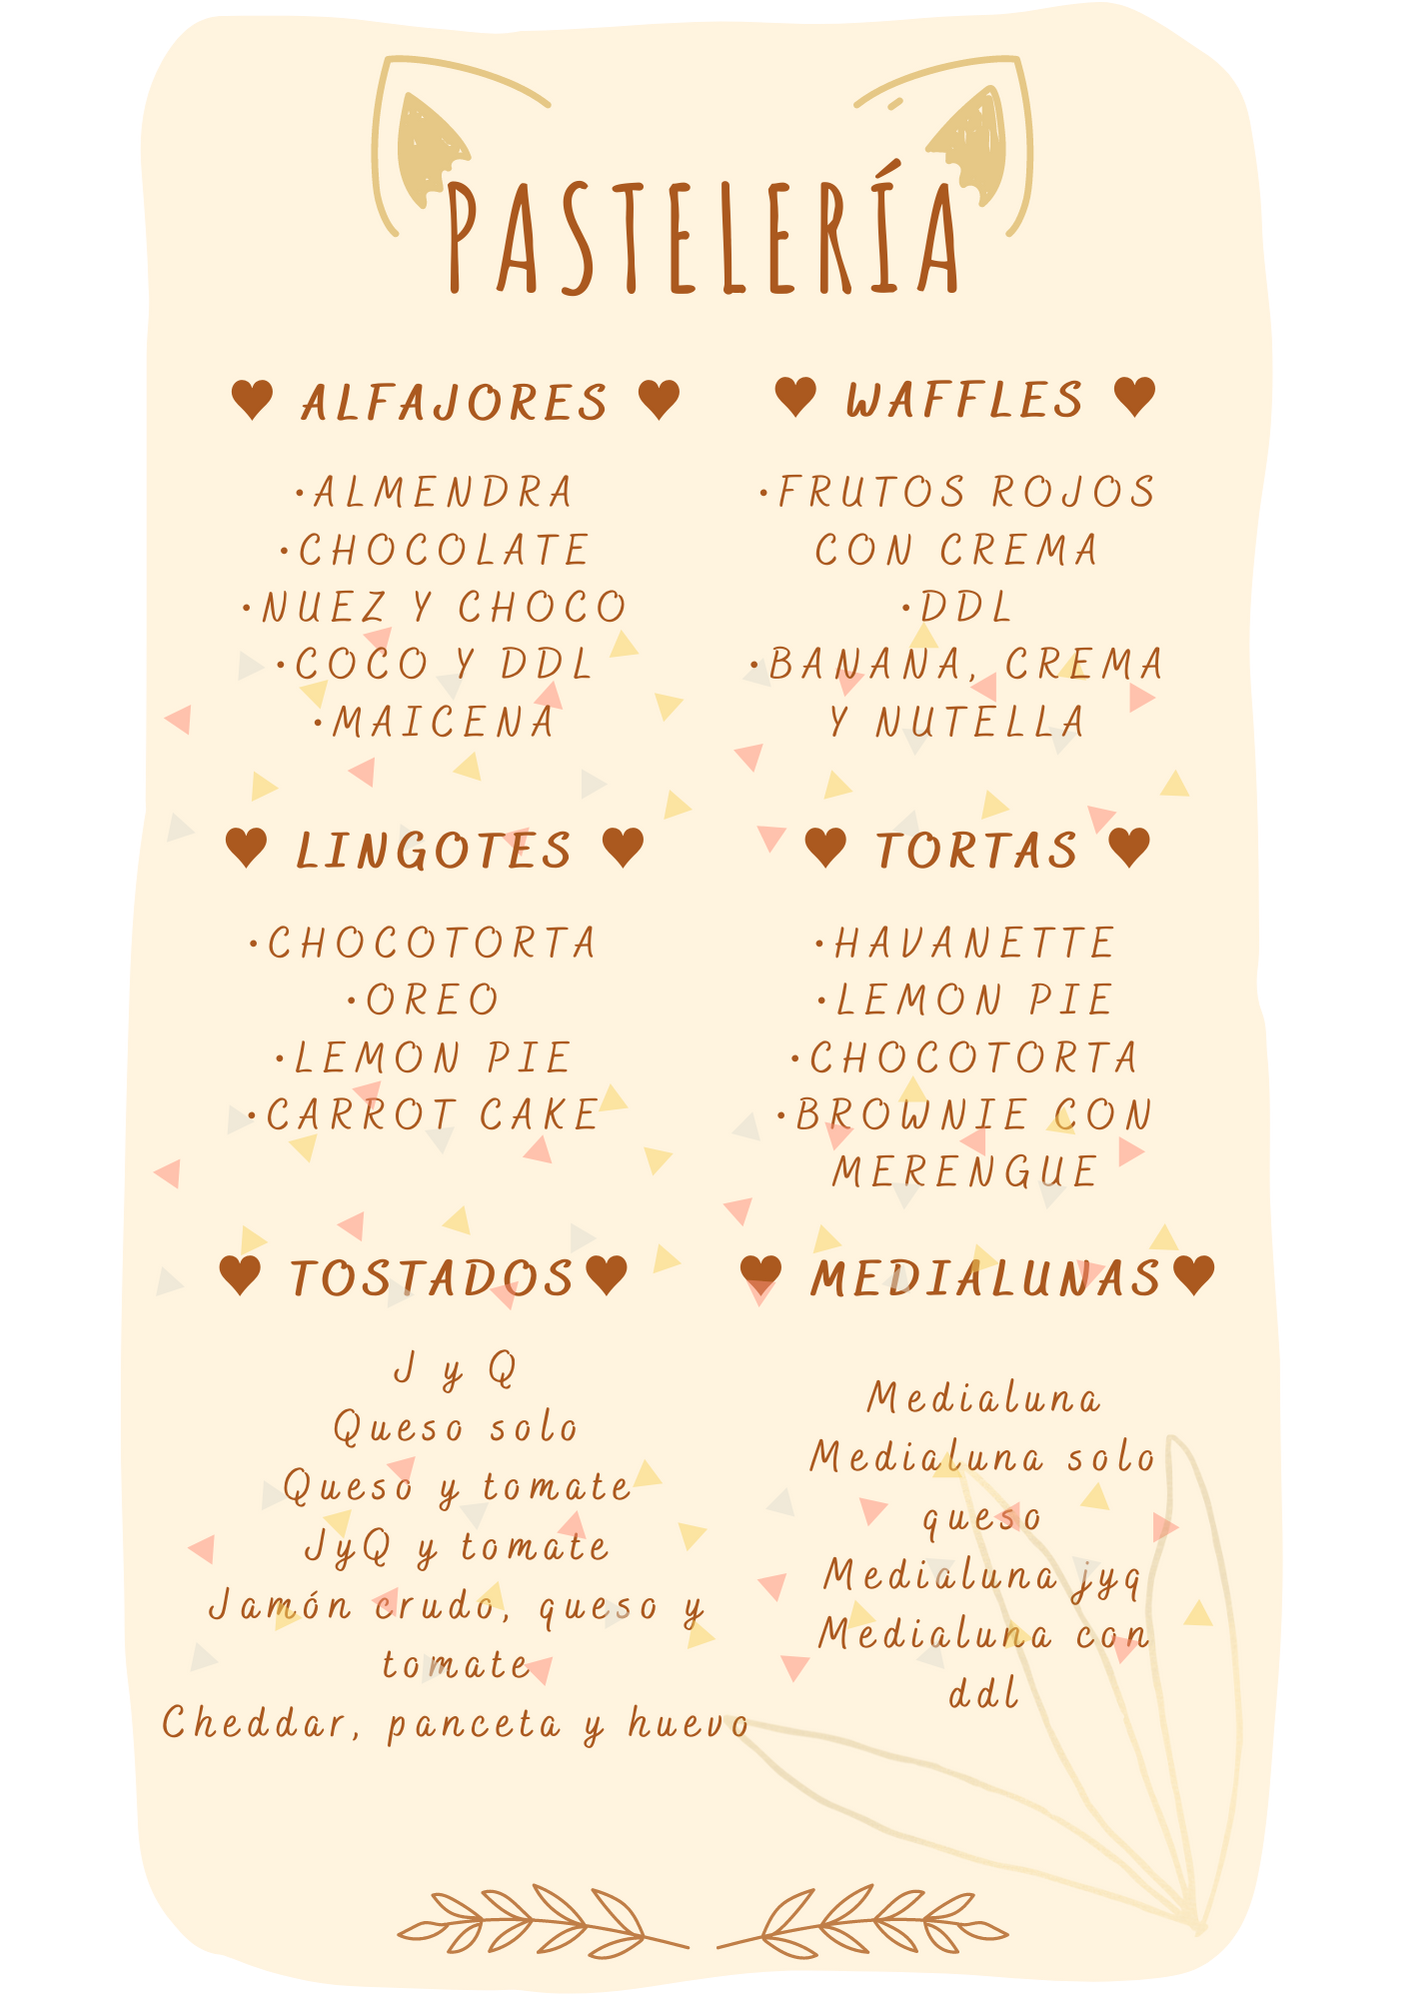 PASTELERÍA
ALFAJORES
•ALMENDRA
•CHOCOLATE
•NUEZ Y CHOCO
•COCO Y DDL
•MAICENA
WAFFLES
•FRUTOS ROJOS
CON CREMA
•DDL
•BANANA, CREMA
Y NUTELLA
LINGOTES
•CHOCOTORTA
•OREO
•LEMON PIE
•CARROT CAKE
TORTAS
•HAVANETTE
•LEMON PIE
•CHOCOTORTA
•BROWNIE CON
MERENGUE
TOSTADOS
J y Q
Queso solo
Queso y tomate
JyQ y tomate
Jamón crudo, queso y
tomate
Cheddar, panceta y huevo
MEDIALUNAS
Medialuna
Medialuna solo
queso
Medialuna jyq
Medialuna con
ddl